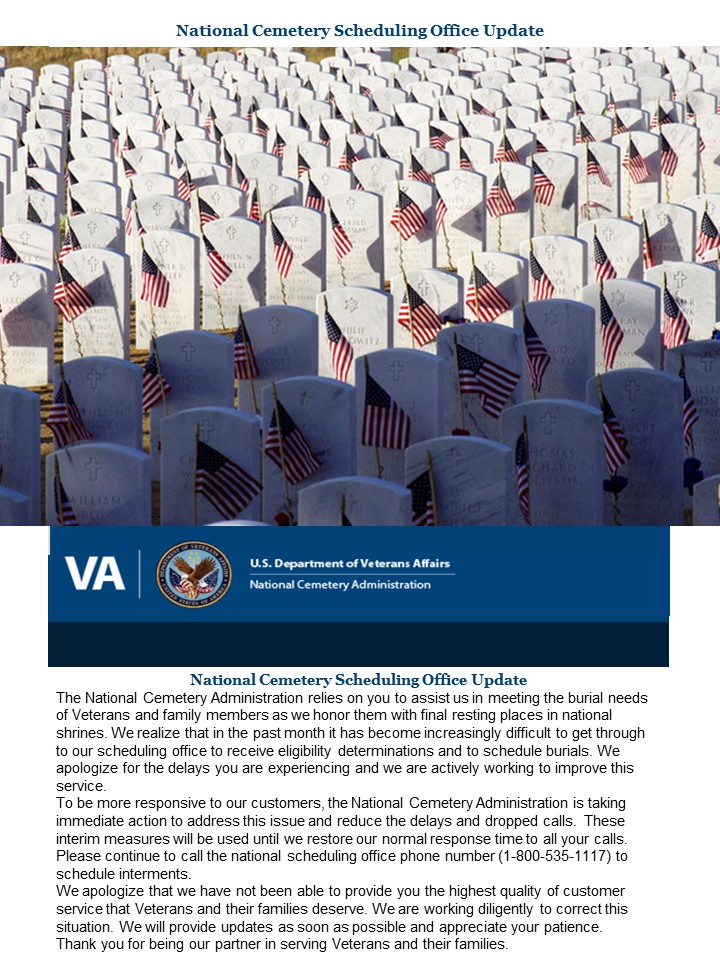 National Cemetery Scheduling Office Update
PHILIP
WILLIAM
THOMAS
VA
U.S. Department of Veterans Affairs
National Cemetery Administration
National Cemetery Scheduling Office Update
The National Cemetery Administration relies on you to assist us in meeting the burial needs
of Veterans and family members as we honor them with final resting places in national
shrines. We realize that in the past month it has become increasingly difficult to get through
to our scheduling office to receive eligibility determinations and to schedule burials. We
apologize for the delays you are experiencing and we are actively working to improve this
service.
To be more responsive to our customers, the National Cemetery Administration is taking
immediate action to address this issue and reduce the delays and dropped calls. These
interim measures will be used until we restore our normal response time to all your calls.
Please continue to call the national scheduling office phone number (1-800-535-1117) to
schedule interments.
We apologize that we have not been able to provide you the highest quality of customer
service that Veterans and their families deserve. We are working diligently to correct this
situation. We will provide updates as soon as possible and appreciate your patience.
Thank you for being our partner in serving Veterans and their families.